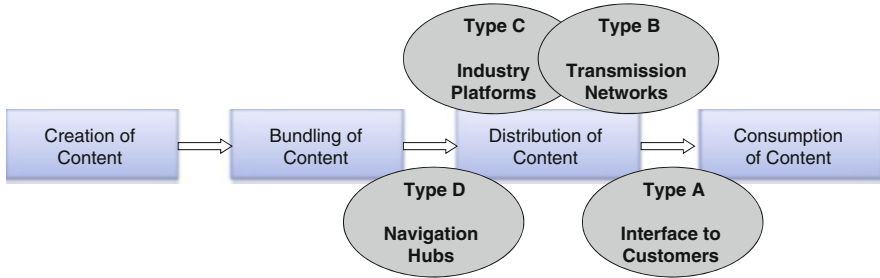 Type C
Industry
Platforms
Type B
Transmission
Networks
Creation of
Content
Bundling of
Content
Distribution of
Content
Consumption
of Content
Type D
Navigation
Hubs
Type A
Interface to
Customers